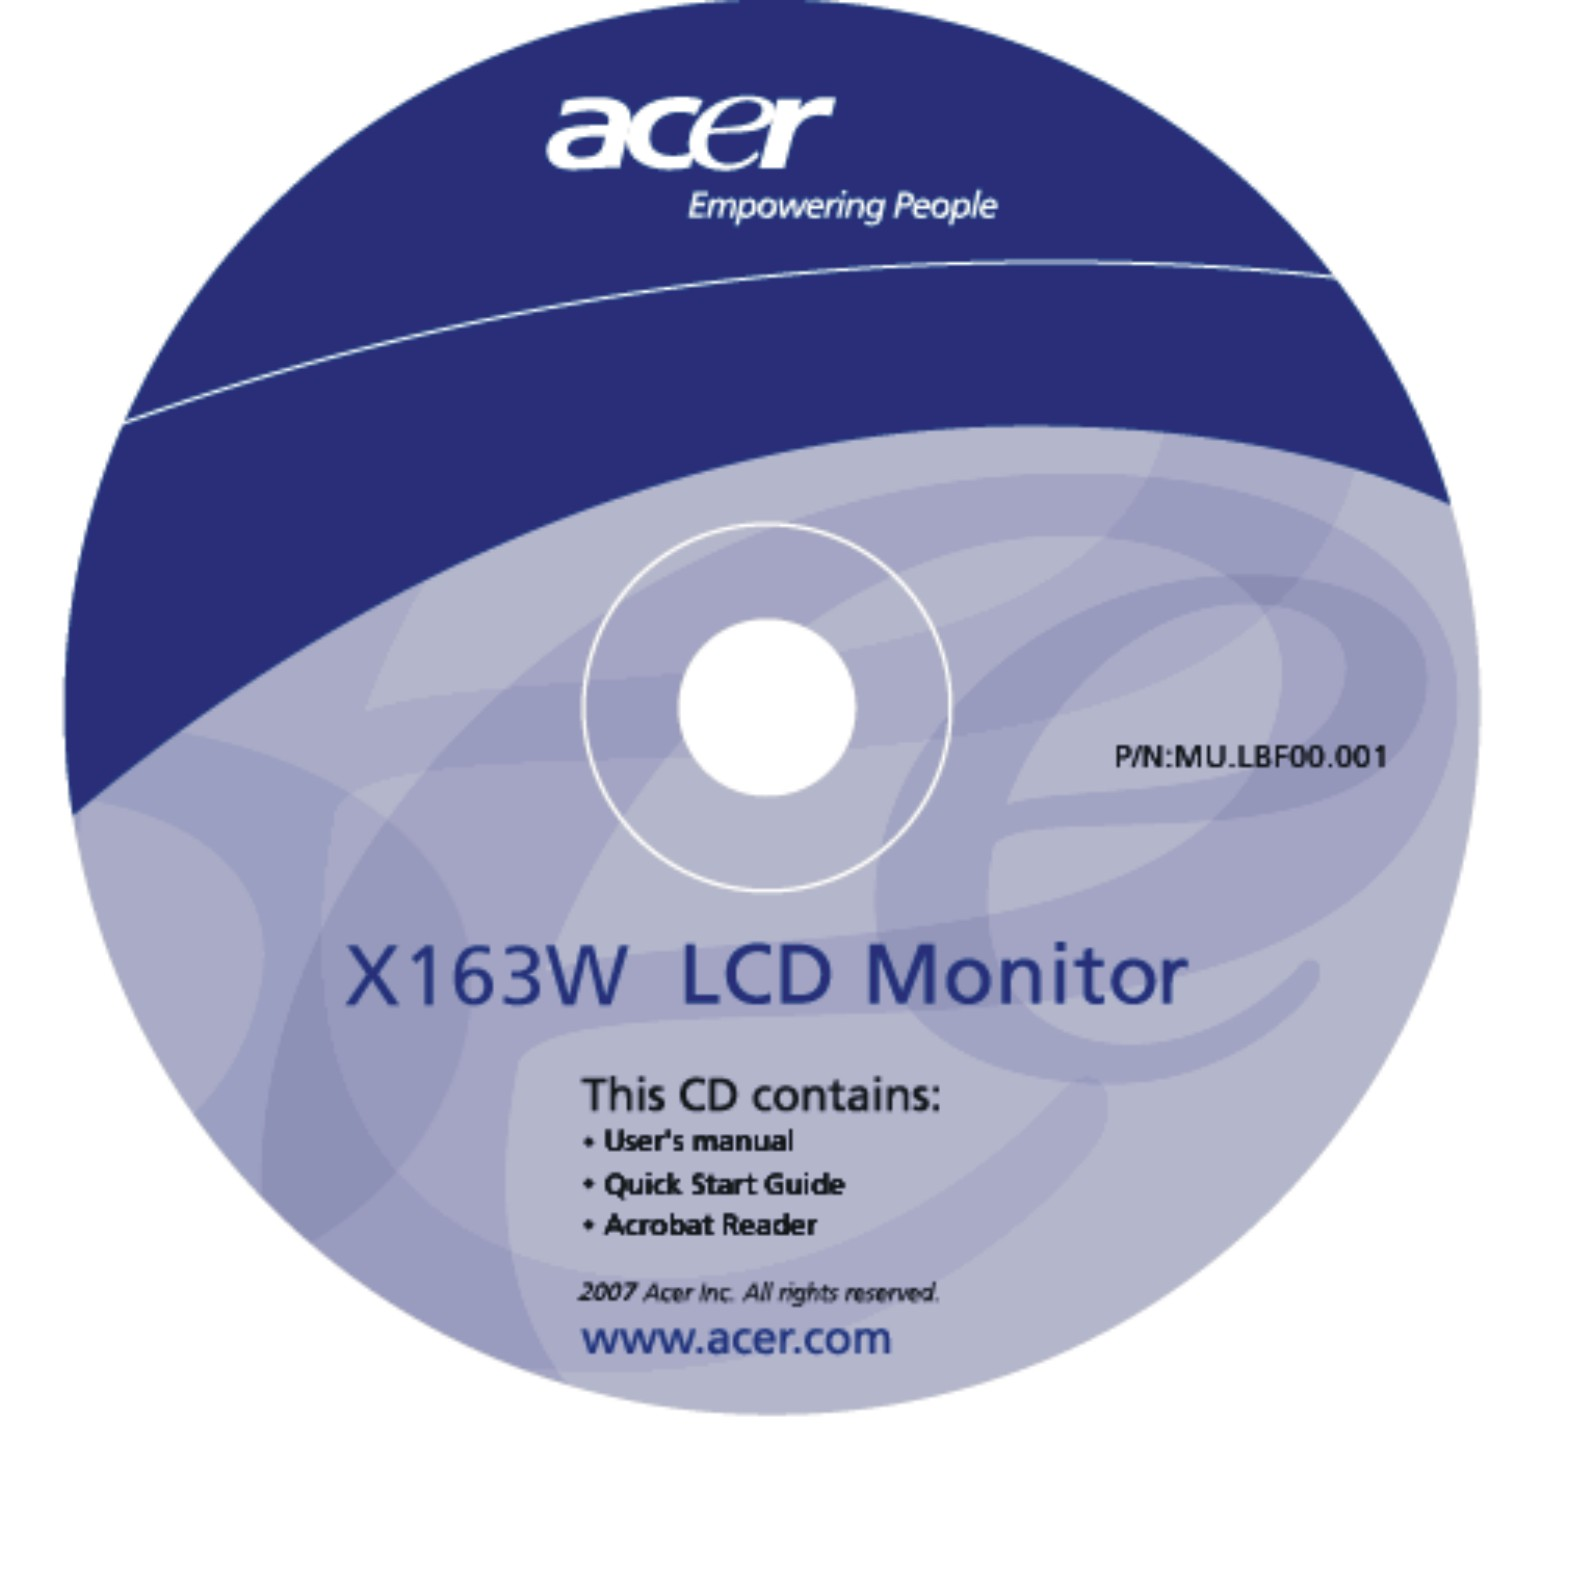 acer
Empowering People
P/N:MU.LBF00.001
X163W LCD Monitor
This CD contains:
• User's manual
• Quick Start Guide
• Acrobat Reader
2007 Acer Inc. All rights reserved.
www.acer.com